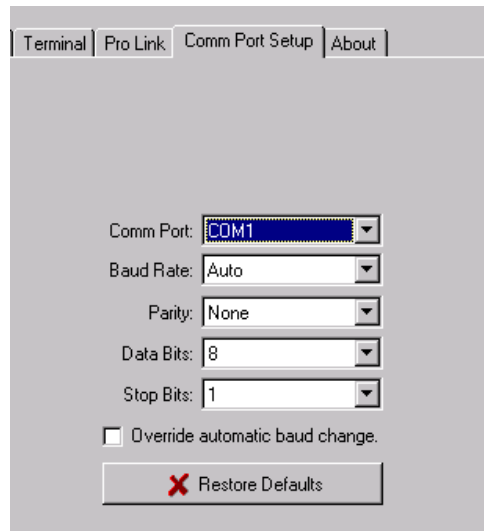 Terminal Pro Link Comm Port Setup About
Comm Port: COM1
Baud Rate: Auto
Parity: None
Data Bits: 8
Stop Bits: 1
Override automatic baud change.
Restore Defaults